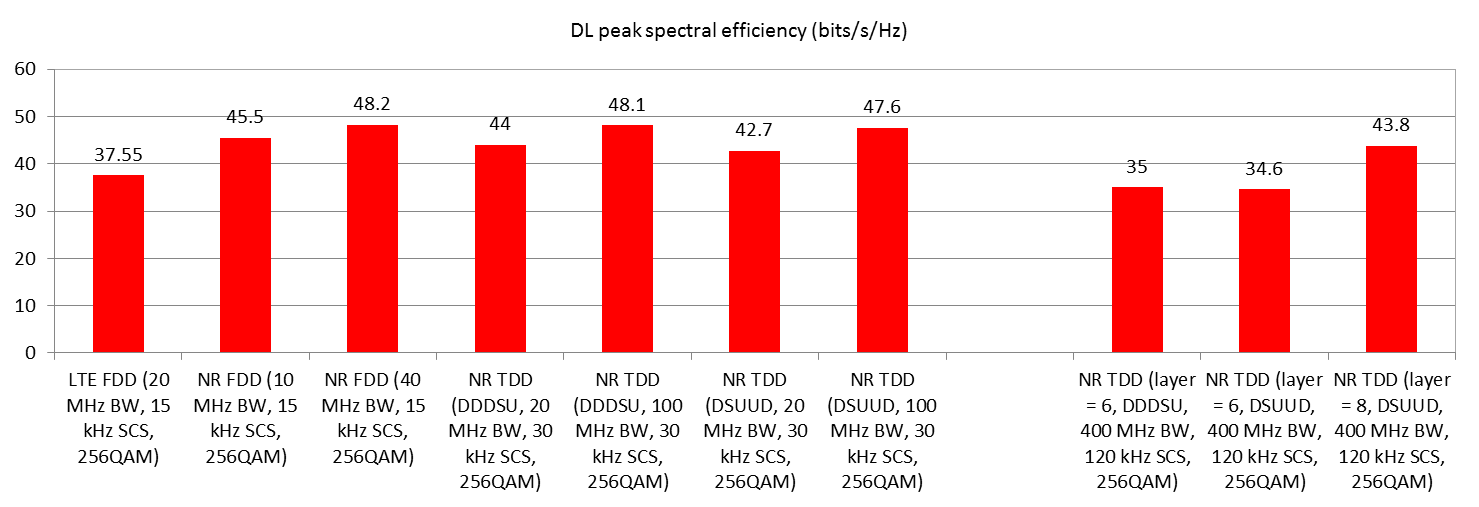 DL peak spectral efficiency (bits/s/Hz)
60
50
40
30
20
10
0
37.55
45.5
48.2
44
48.1
42.7
47.6
35
34.6
43.8
LTE FDD (20
MHz BW, 15
kHz SCS,
256QAM)
NR FDD (10
MHz BW, 15
kHz SCS,
256QAM)
NR FDD (40
MHz BW, 15
kHz SCS,
256QAM)
NR TDD
(DDDSU, 20
MHz BW, 30
kHz SCS,
256QAM)
NR TDD
(DDDSU, 100
MHz BW, 30
kHz SCS,
256QAM)
NR TDD
(DSUUD, 20
MHz BW, 30
kHz SCS,
256QAM)
NR TDD
(DSUUD, 100
MHz BW, 30
kHz SCS,
256QAM)
NR TDD (layer
= 6, DDDSU,
400 MHz BW,
120 kHz SCS,
256QAM)
NR TDD (layer
= 6, DSUUD,
400 MHz BW,
120 kHz SCS,
256QAM)
NR TDD (layer
= 8, DSUUD,
400 MHz BW,
120 kHz SCS,
256QAM)